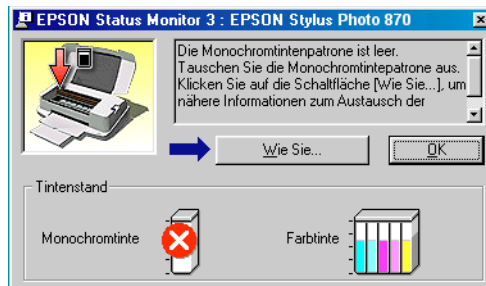 EPSON Status Monitor 3 : EPSON Stylus Photo 870
Die Monochromtintenpatrone ist leer.
Tauschen Sie die Monochromtintepatrone aus.
Klicken Sie auf die Schaltfläche [Wie Sie...], um
nähere Informationen zum Austausch der
Wie Sie...
OK
Tintenstand
Monochromtinte
Farbtinte